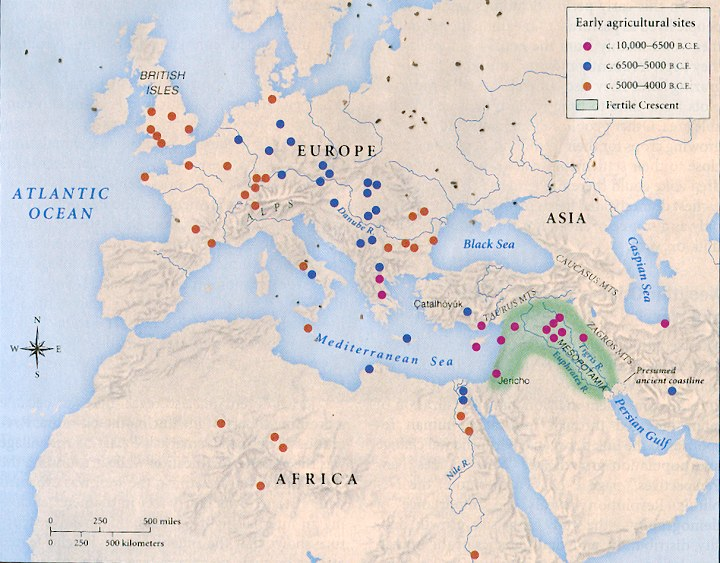 Early agricultural sites
c. 10,000–6500 B.C.E.
c. 6500–5000 B.C.E.
c. 5000–4000 B.C.E.
Fertile Crescent
BRITISH
ISLES
EUROPE
ATLANTIC
OCEAN
ALPS
Danube R.
ASIA
Black Sea
Caspian Sea
CAUCASUS MTS
Çatalhöyük
TAURUS MTS
ZAGROS MTS
Mediterranean Sea
MESOPOTAMIA
Tigris R.
Euphrates R.
Presumed
ancient coastline
Jericho
Persian Gulf
N
W
E
S
AFRICA
Nile R.
0 250 500 miles
0 250 500 kilometers